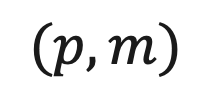 (𝑝, 𝑚)